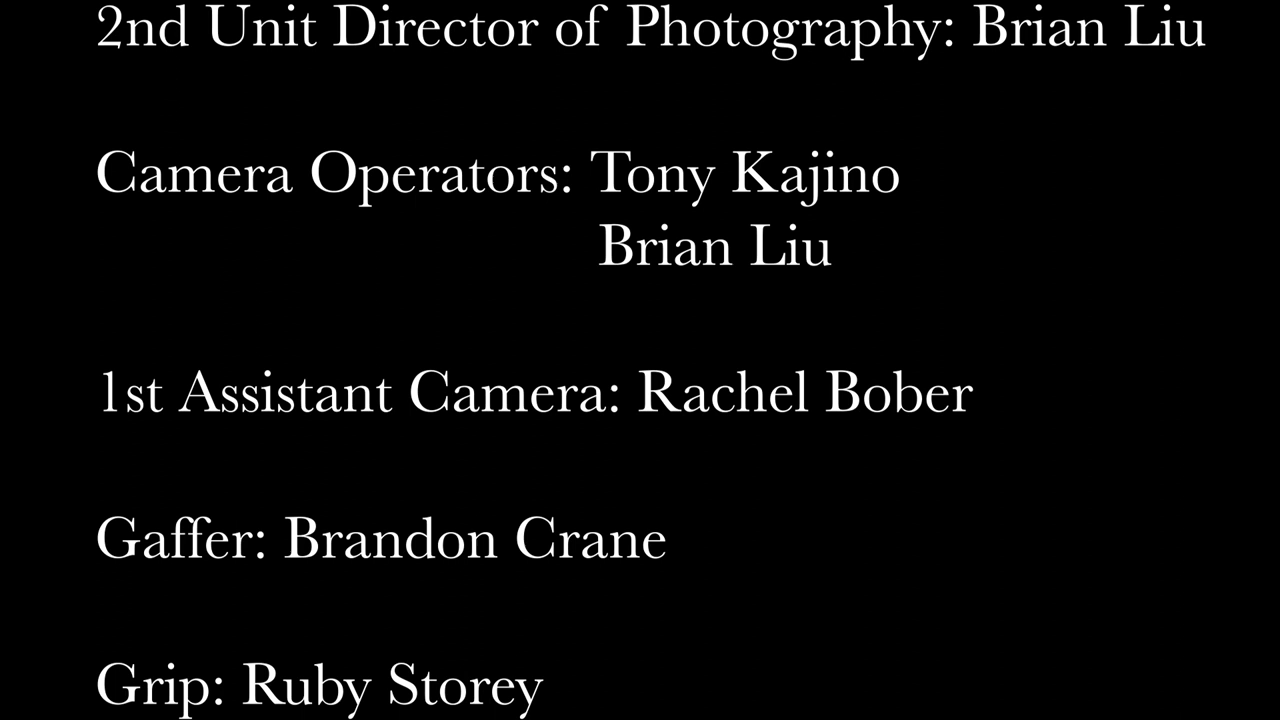 2nd Unit Director of Photography: Brian Liu
Camera Operators: Tony Kajino
Brian Liu
1st Assistant Camera: Rachel Bober
Gaffer: Brandon Crane
Grip: Ruby Storey